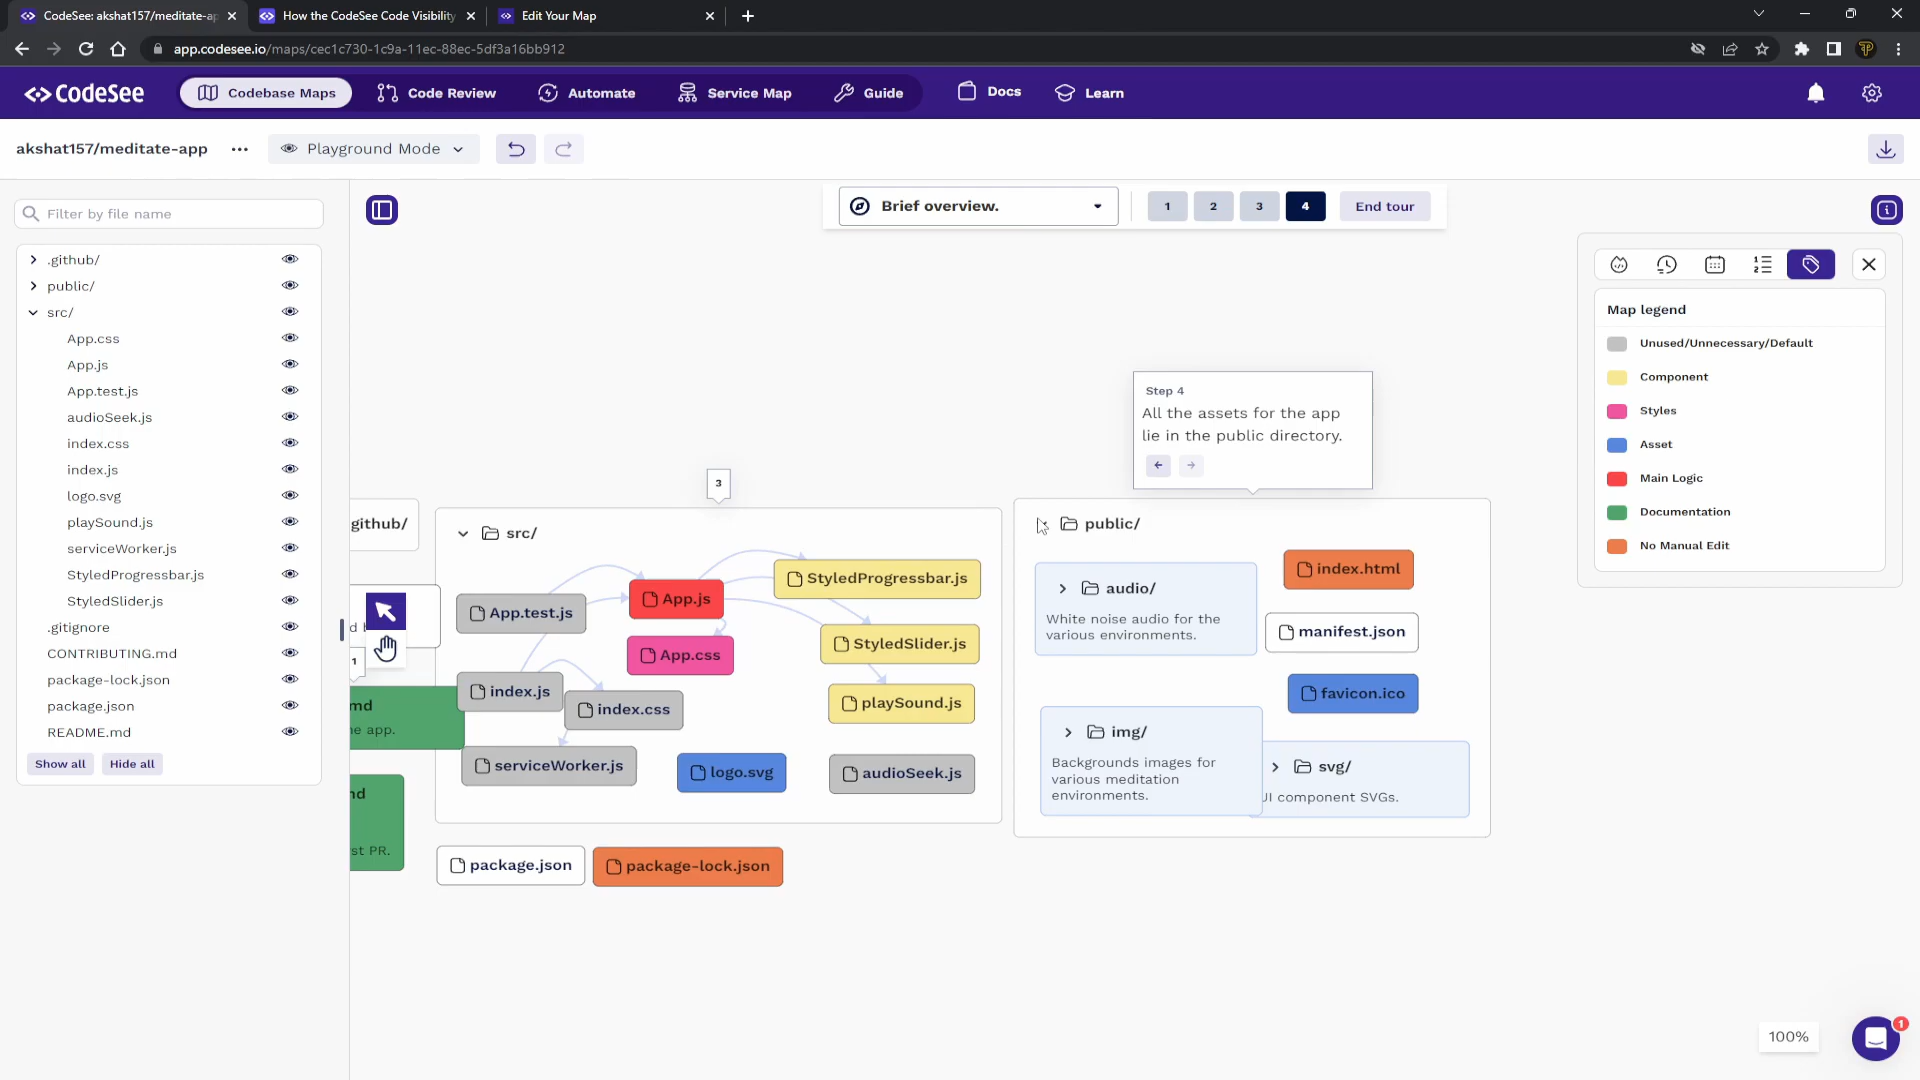 CodeSee: akshat157/meditate-ap
How the CodeSee Code Visibility
Edit Your Map
app.codesee.io/maps/cec1c730-1c9a-11ec-88ec-5df3a16bb912
CodeSee
Codebase Maps
Code Review
Automate
Service Map
Guide
Docs
Learn
akshat157/meditate-app
Playground Mode
Filter by file name
.github/
public/
src/
App.css
App.js
App.test.js
audioSeek.js
index.css
index.js
logo.svg
playSound.js
serviceWorker.js
StyledProgressbar.js
StyledSlider.js
.gitignore
CONTRIBUTING.md
package-lock.json
package.json
README.md
Show all
Hide all
Brief overview.
1
2
3
4
End tour
Map legend
Unused/Unnecessary/Default
Component
Styles
Asset
Main Logic
Documentation
No Manual Edit
Step 4
All the assets for the app
lie in the public directory.
3
github/
src/
App.test.js
App.js
StyledProgressbar.js
App.css
StyledSlider.js
index.js
index.css
playSound.js
serviceWorker.js
logo.svg
audioSeek.js
1
md
e app.
nd
st PR.
package.json
package-lock.json
public/
audio/
White noise audio for the
various environments.
index.html
manifest.json
favicon.ico
img/
Backgrounds images for
various meditation
environments.
svg/
UI component SVGs.
100%
1